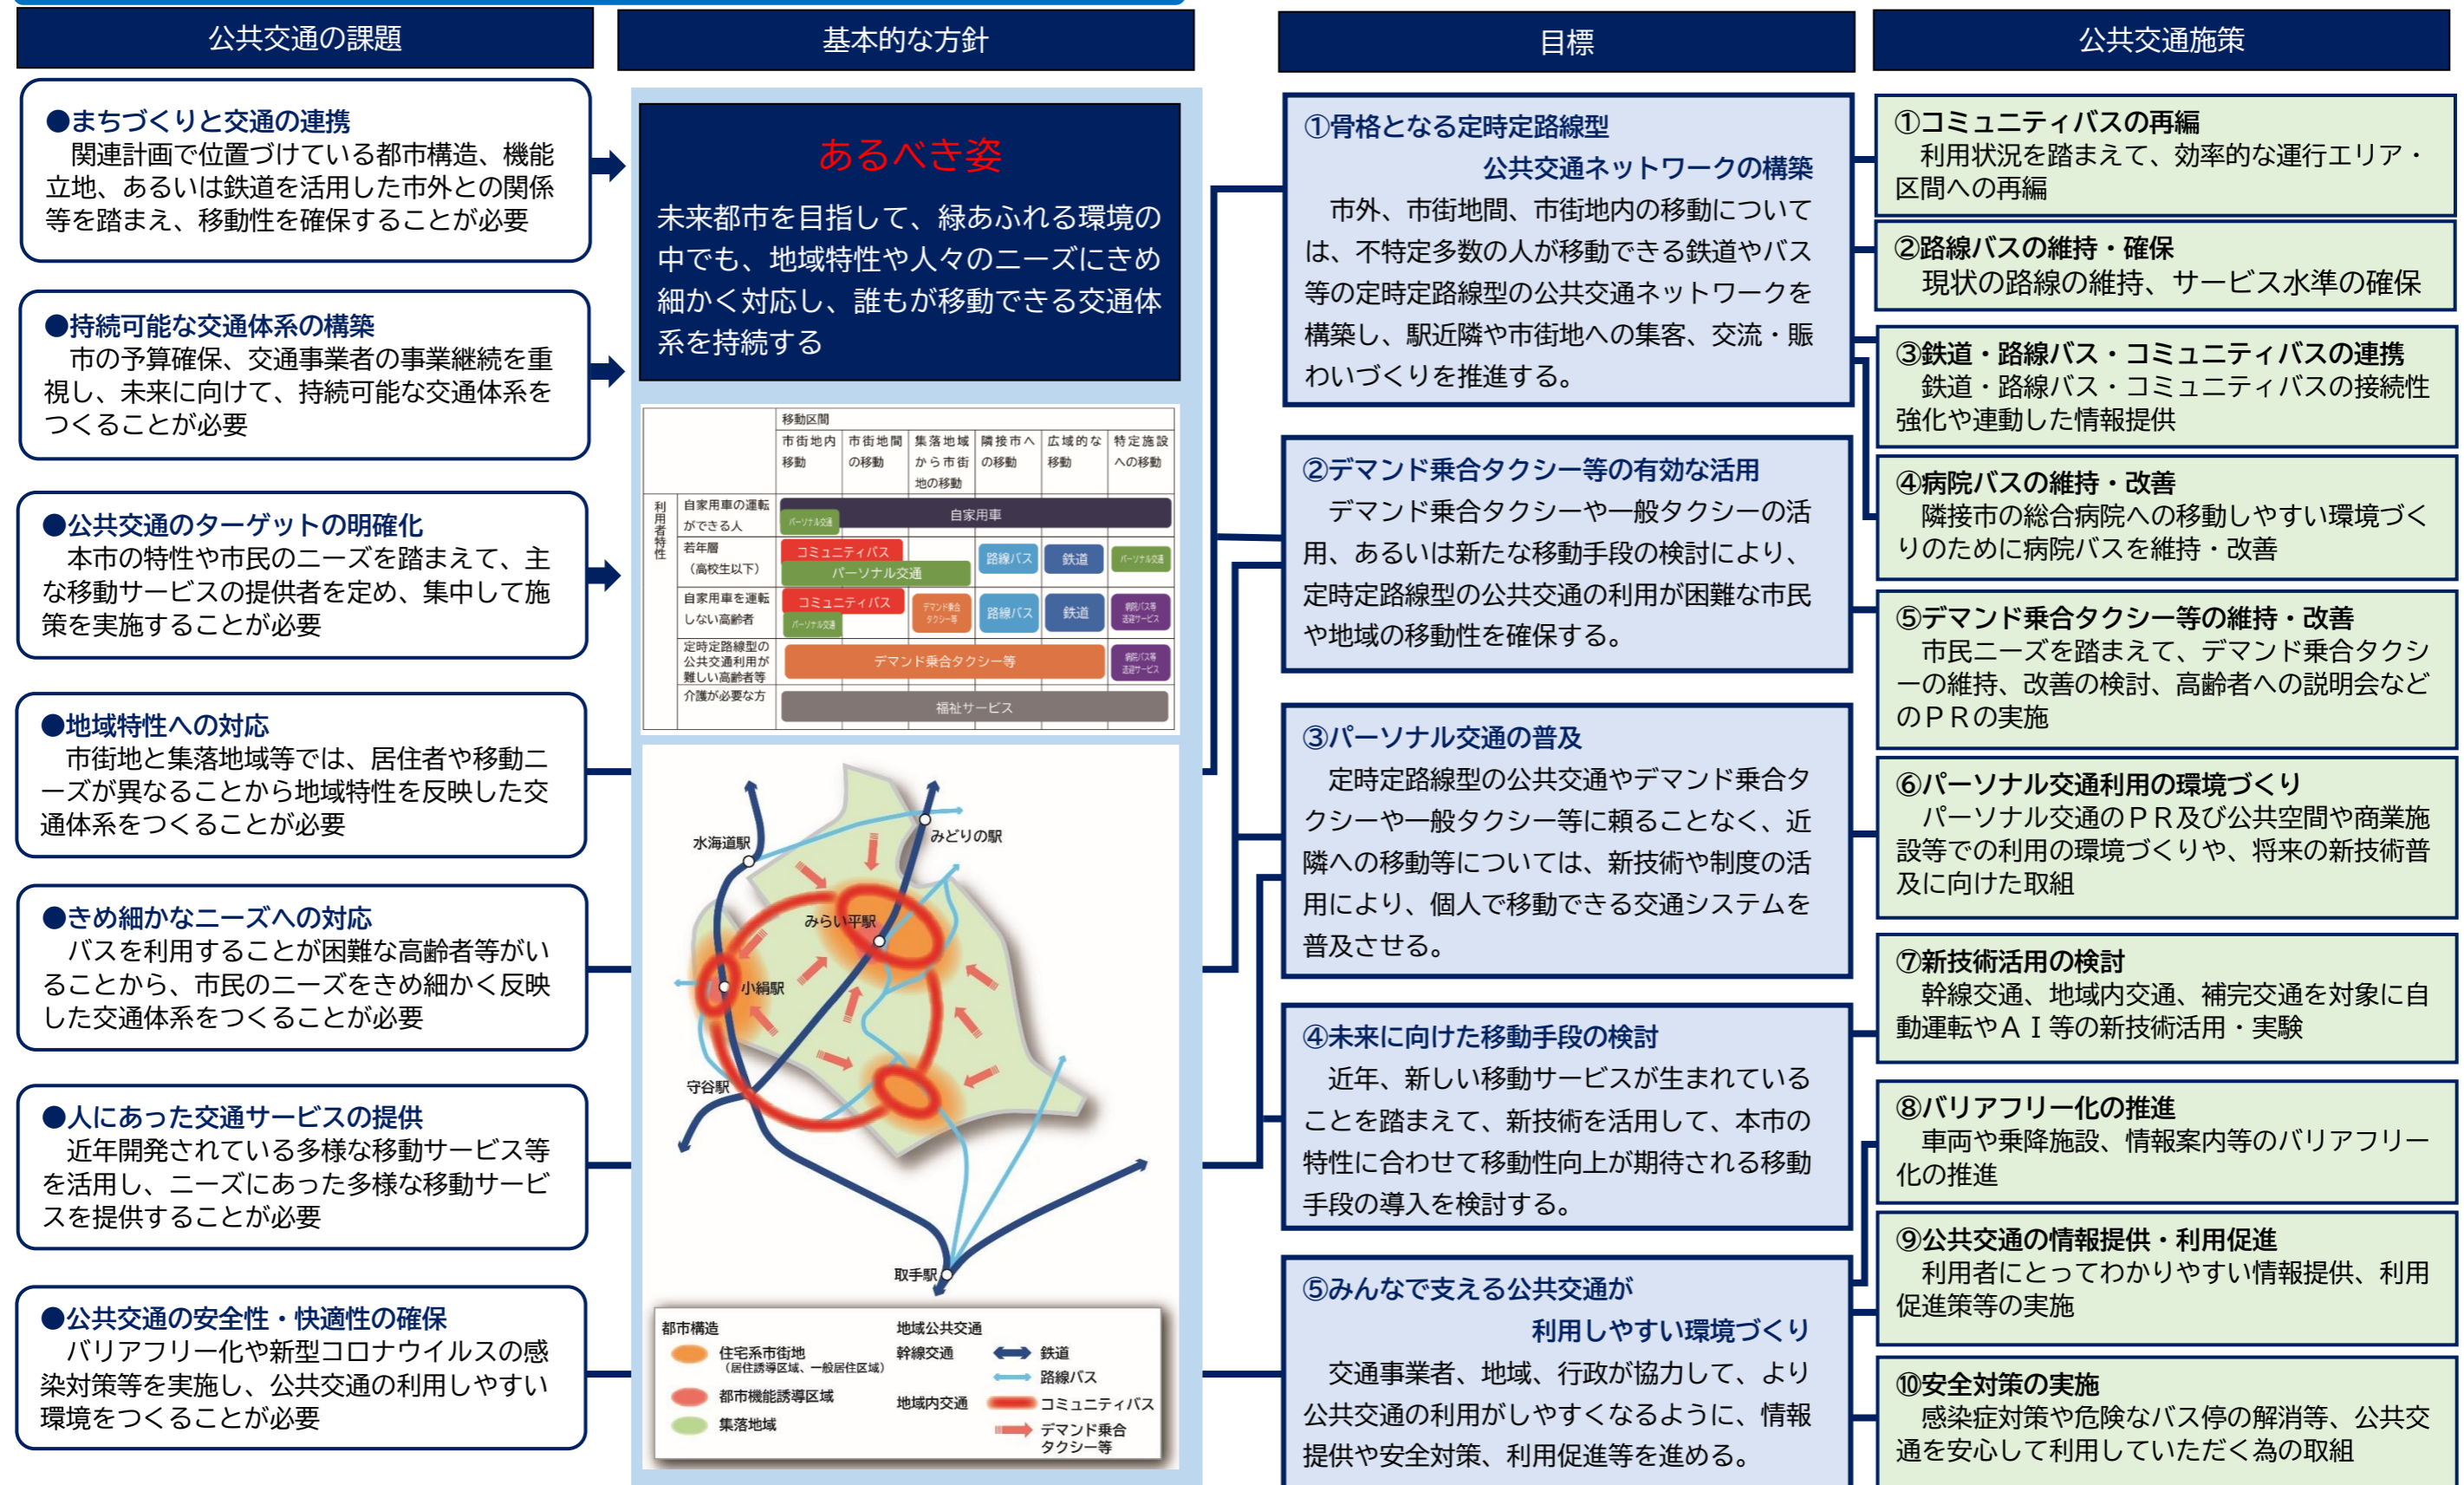 公共交通の課題
●まちづくりと交通の連携
関連計画で位置づけている都市構造、機能
立地、あるいは鉄道を活用した市外との関係
等を踏まえ、移動性を確保することが必要
●持続可能な交通体系の構築
市の予算確保、交通事業者の事業継続を重
視し、未来に向けて、持続可能な交通体系を
つくることが必要
●公共交通のターゲットの明確化
本市の特性や市民のニーズを踏まえて、主
な移動サービスの提供者を定め、集中して施
策を実施することが必要
●地域特性への対応
市街地と集落地域等では、居住者や移動ニ
ーズが異なることから地域特性を反映した交
通体系をつくることが必要
●きめ細かなニーズへの対応
バスを利用することが困難な高齢者等がい
ることから、市民のニーズをきめ細かく反映
した交通体系をつくることが必要
●人にあった交通サービスの提供
近年開発されている多様な移動サービス等
を活用し、ニーズにあった多様な移動サービ
スを提供することが必要
●公共交通の安全性・快適性の確保
バリアフリー化や新型コロナウイルスの感
染対策等を実施し、公共交通の利用しやすい
環境をつくることが必要
基本的な方針
あるべき姿
未来都市を目指して、緑あふれる環境の
中でも、地域特性や人々のニーズにきめ
細かく対応し、誰もが移動できる交通体
系を持続する
移動区間
市街地内
移動
市街地間
の移動
集落地域
から市街
地の移動
隣接市へ
の移動
広域的な
移動
特定施設
への移動
利用者特性
自家用車の運転
ができる人
パーソナル交通
自家用車
若年層
（高校生以下）
コミュニティバス
パーソナル交通
路線バス
鉄道
パーソナル交通
自家用車を運転
しない高齢者
コミュニティバス
パーソナル交通
デマンド乗合
タクシー等
路線バス
鉄道
病院バス等
送迎サービス
定時定路線型の
公共交通利用が
難しい高齢者等
デマンド乗合タクシー等
病院バス等
送迎サービス
介護が必要な方
福祉サービス
水海道駅
みどりの駅
みらい平駅
小絹駅
守谷駅
取手駅
都市構造
住宅系市街地
（居住誘導区域、一般居住区域）
都市機能誘導区域
集落地域
地域公共交通
幹線交通
鉄道
路線バス
地域内交通
コミュニティバス
デマンド乗合
タクシー等
目標
①骨格となる定時定路線型
公共交通ネットワークの構築
市外、市街地間、市街地内の移動について
は、不特定多数の人が移動できる鉄道やバス
等の定時定路線型の公共交通ネットワークを
構築し、駅近隣や市街地への集客、交流・賑
わいづくりを推進する。
②デマンド乗合タクシー等の有効な活用
デマンド乗合タクシーや一般タクシーの活
用、あるいは新たな移動手段の検討により、
定時定路線型の公共交通の利用が困難な市民
や地域の移動性を確保する。
③パーソナル交通の普及
定時定路線型の公共交通やデマンド乗合タ
クシーや一般タクシー等に頼ることなく、近
隣への移動等については、新技術や制度の活
用により、個人で移動できる交通システムを
普及させる。
④未来に向けた移動手段の検討
近年、新しい移動サービスが生まれている
ことを踏まえて、新技術を活用して、本市の
特性に合わせて移動性向上が期待される移動
手段の導入を検討する。
⑤みんなで支える公共交通が
利用しやすい環境づくり
交通事業者、地域、行政が協力して、より
公共交通の利用がしやすくなるように、情報
提供や安全対策、利用促進等を進める。
公共交通施策
①コミュニティバスの再編
利用状況を踏まえて、効率的な運行エリア・
区間への再編
②路線バスの維持・確保
現状の路線の維持、サービス水準の確保
③鉄道・路線バス・コミュニティバスの連携
鉄道・路線バス・コミュニティバスの接続性
強化や連動した情報提供
④病院バスの維持・改善
隣接市の総合病院への移動しやすい環境づく
りのために病院バスを維持・改善
⑤デマンド乗合タクシー等の維持・改善
市民ニーズを踏まえて、デマンド乗合タクシ
ーの維持、改善の検討、高齢者への説明会など
のＰＲの実施
⑥パーソナル交通利用の環境づくり
パーソナル交通のＰＲ及び公共空間や商業施
設等での利用の環境づくりや、将来の新技術普
及に向けた取組
⑦新技術活用の検討
幹線交通、地域内交通、補完交通を対象に自
動運転やＡＩ等の新技術活用・実験
⑧バリアフリー化の推進
車両や乗降施設、情報案内等のバリアフリー
化の推進
⑨公共交通の情報提供・利用促進
利用者にとってわかりやすい情報提供、利用
促進策等の実施
⑩安全対策の実施
感染症対策や危険なバス停の解消等、公共交
通を安心して利用していただく為の取組